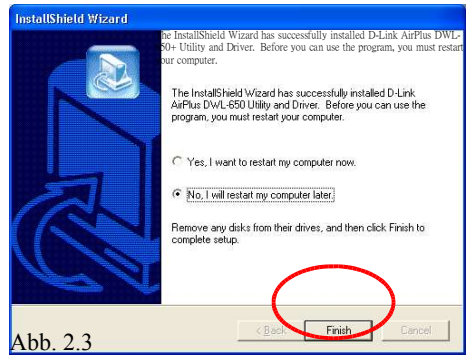 InstallShield Wizard
he InstallShield Wizard has successfully installed D-Link AirPlus DWL-
50+ Utility and Driver. Before you can use the program, you must restart
our computer.
The InstallShield Wizard has successfully installed D-Link
AirPlus DWL-650 Utility and Driver. Before you can use the
program, you must restart your computer.
Yes, I want to restart my computer now.
No, I will restart my computer later.
Remove any disks from their drives, and then click Finish to
complete setup.
< Back Finish Cancel
Abb. 2.3